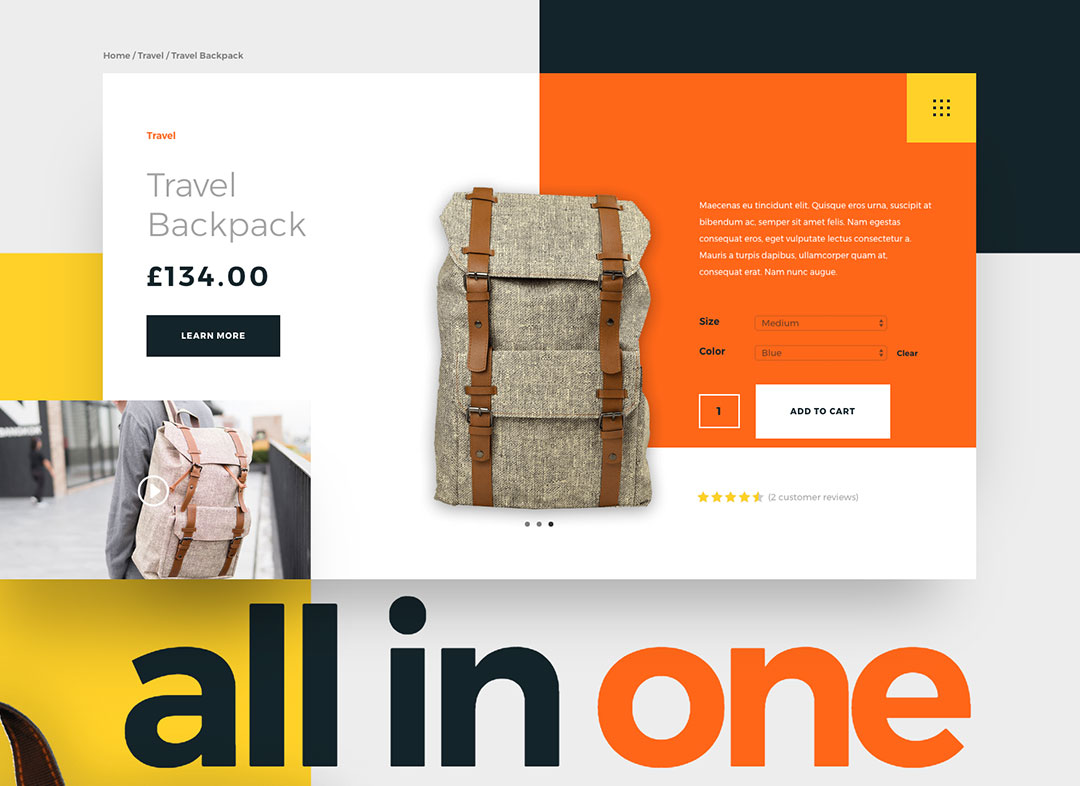 Home / Travel / Travel Backpack
Travel
Travel
Backpack
£134.00
LEARN MORE
Maecenas eu tincidunt elit. Quisque eros urna, suscipit at
bibendum ac, semper sit amet felis. Nam egestas
consequat eros, eget vulputate lectus consectetur a.
Mauris a turpis dapibus, ullamcorper quam at,
consequat erat. Nam nunc augue.
Size
Medium
Color
Blue
Clear
1
ADD TO CART
(2 customer reviews)
all in one